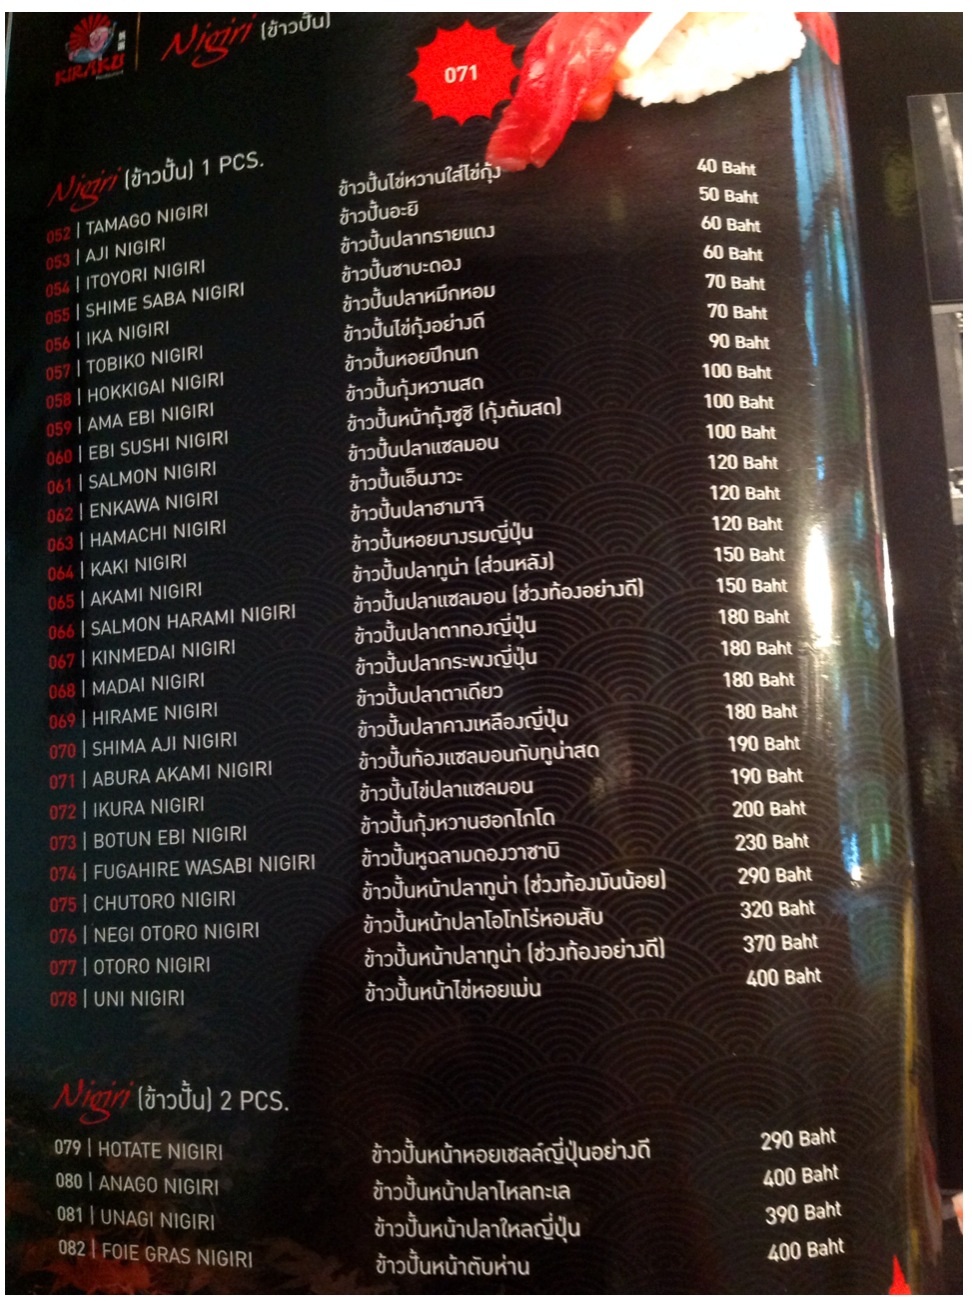 KIRAKU
Nigiri (ข้าวปั้น)
071
Nigiri (ข้าวปั้น) 1 PCS.
052 | TAMAGO NIGIRI ข้าวปั้นไข่หวานใส่ไข่กุ้ง 40 Baht
053 | AJI NIGIRI ข้าวปั้นอะยิ 50 Baht
054 | ITOYORI NIGIRI ข้าวปั้นปลาทรายแดง 60 Baht
055 | SHIME SABA NIGIRI ข้าวปั้นซาบะดอง 60 Baht
056 | IKA NIGIRI ข้าวปั้นปลาหมึกหอม 70 Baht
057 | TOBIKO NIGIRI ข้าวปั้นไข่กุ้งอย่างดี 70 Baht
058 | HOKKIGAI NIGIRI ข้าวปั้นหอยปีกนก 90 Baht
059 | AMA EBI NIGIRI ข้าวปั้นกุ้งหวานสด 100 Baht
060 | EBI SUSHI NIGIRI ข้าวปั้นหน้ากุ้งซูชิ (กุ้งต้มสด) 100 Baht
061 | SALMON NIGIRI ข้าวปั้นปลาแซลมอน 100 Baht
062 | ENKAWA NIGIRI ข้าวปั้นเอ็นงาวะ 120 Baht
063 | HAMACHI NIGIRI ข้าวปั้นปลาฮามาจิ 120 Baht
064 | KAKI NIGIRI ข้าวปั้นหอยนางรมญี่ปุ่น 120 Baht
065 | AKAMI NIGIRI ข้าวปั้นปลาทูน่า (ส่วนหลัง) 150 Baht
066 | SALMON HARAMI NIGIRI ข้าวปั้นปลาแซลมอน (ช่วงท้องอย่างดี) 150 Baht
067 | KINMEDAI NIGIRI ข้าวปั้นปลาตาทองญี่ปุ่น 180 Baht
068 | MADAI NIGIRI ข้าวปั้นปลากระพงญี่ปุ่น 180 Baht
069 | HIRAME NIGIRI ข้าวปั้นปลาตาเดียว 180 Baht
070 | SHIMA AJI NIGIRI ข้าวปั้นปลาคางเหลืองญี่ปุ่น 180 Baht
071 | ABURA AKAMI NIGIRI ข้าวปั้นท้องแซลมอนกับทูน่าสด 190 Baht
072 | IKURA NIGIRI ข้าวปั้นไข่ปลาแซลมอน 190 Baht
073 | BOTUN EBI NIGIRI ข้าวปั้นกุ้งหวานฮอกไกโด 200 Baht
074 | FUGAHIRE WASABI NIGIRI ข้าวปั้นหูฉลามดองวาซาบิ 230 Baht
075 | CHUTORO NIGIRI ข้าวปั้นหน้าปลาทูน่า (ช่วงท้องมันน้อย) 290 Baht
076 | NEGI OTORO NIGIRI ข้าวปั้นหน้าปลาโอโทโร่หอมสับ 320 Baht
077 | OTORO NIGIRI ข้าวปั้นหน้าปลาทูน่า (ช่วงท้องอย่างดี) 370 Baht
078 | UNI NIGIRI ข้าวปั้นหน้าไข่หอยเม่น 400 Baht
Nigiri (ข้าวปั้น) 2 PCS.
079 | HOTATE NIGIRI ข้าวปั้นหน้าหอยเชลล์ญี่ปุ่นอย่างดี 290 Baht
080 | ANAGO NIGIRI ข้าวปั้นหน้าปลาไหลทะเล 400 Baht
081 | UNAGI NIGIRI ข้าวปั้นหน้าปลาใหลญี่ปุ่น 390 Baht
082 | FOIE GRAS NIGIRI ข้าวปั้นหน้าตับห่าน 400 Baht